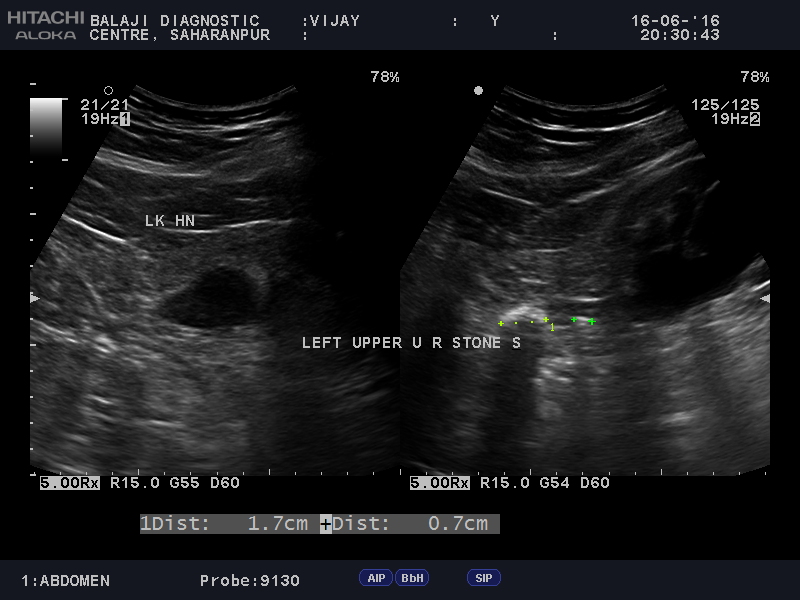 HITACHI
ALOKA
BALAJI DIAGNOSTIC :VIJAY : Y 16-06-'16
CENTRE, SAHARANPUR : : 20:30:43
78%
21/21
19Hz1
78%
125/125
19Hz2
LK HN
1
LEFT UPPER U R STONE S
5.00Rx R15.0 G55 D60
5.00Rx R15.0 G54 D60
1Dist: 1.7cm +Dist: 0.7cm
1:ABDOMEN Probe:9130 AIP BbH SIP